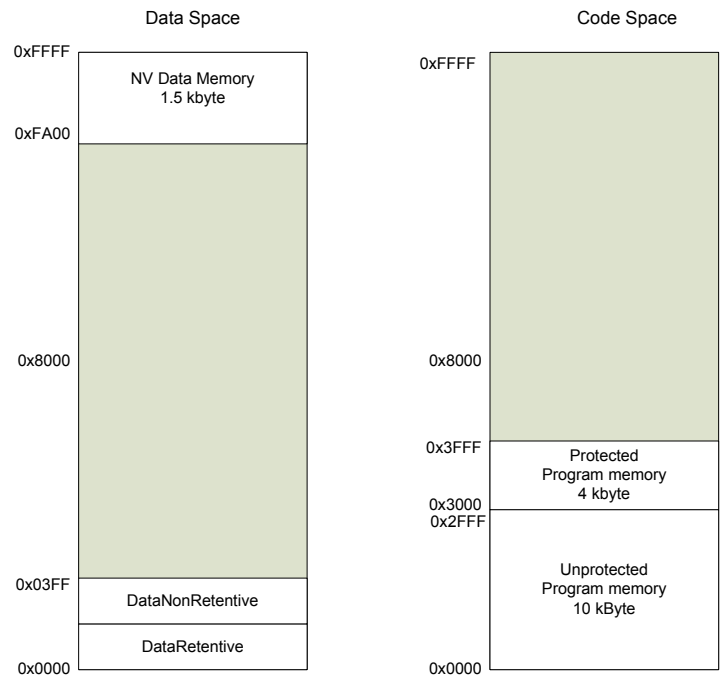 Data Space
0xFFFF
NV Data Memory
1.5 kbyte
0xFA00
0x8000
0x03FF
DataNonRetentive
DataRetentive
0x0000
Code Space
0xFFFF
0x8000
0x3FFF
Protected
Program memory
4 kbyte
0x3000
0x2FFF
Unprotected
Program memory
10 kByte
0x0000